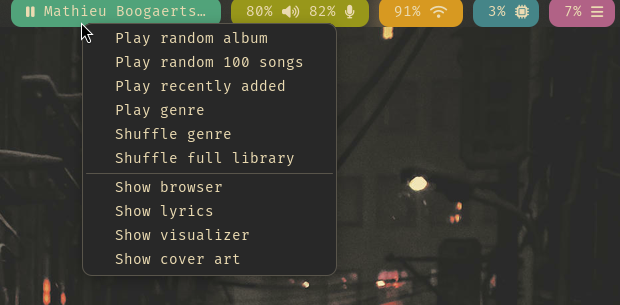 Mathieu Boogaerts… 80% 82% 91% 3% 7%
Play random album
Play random 100 songs
Play recently added
Play genre
Shuffle genre
Shuffle full library
Show browser
Show lyrics
Show visualizer
Show cover art